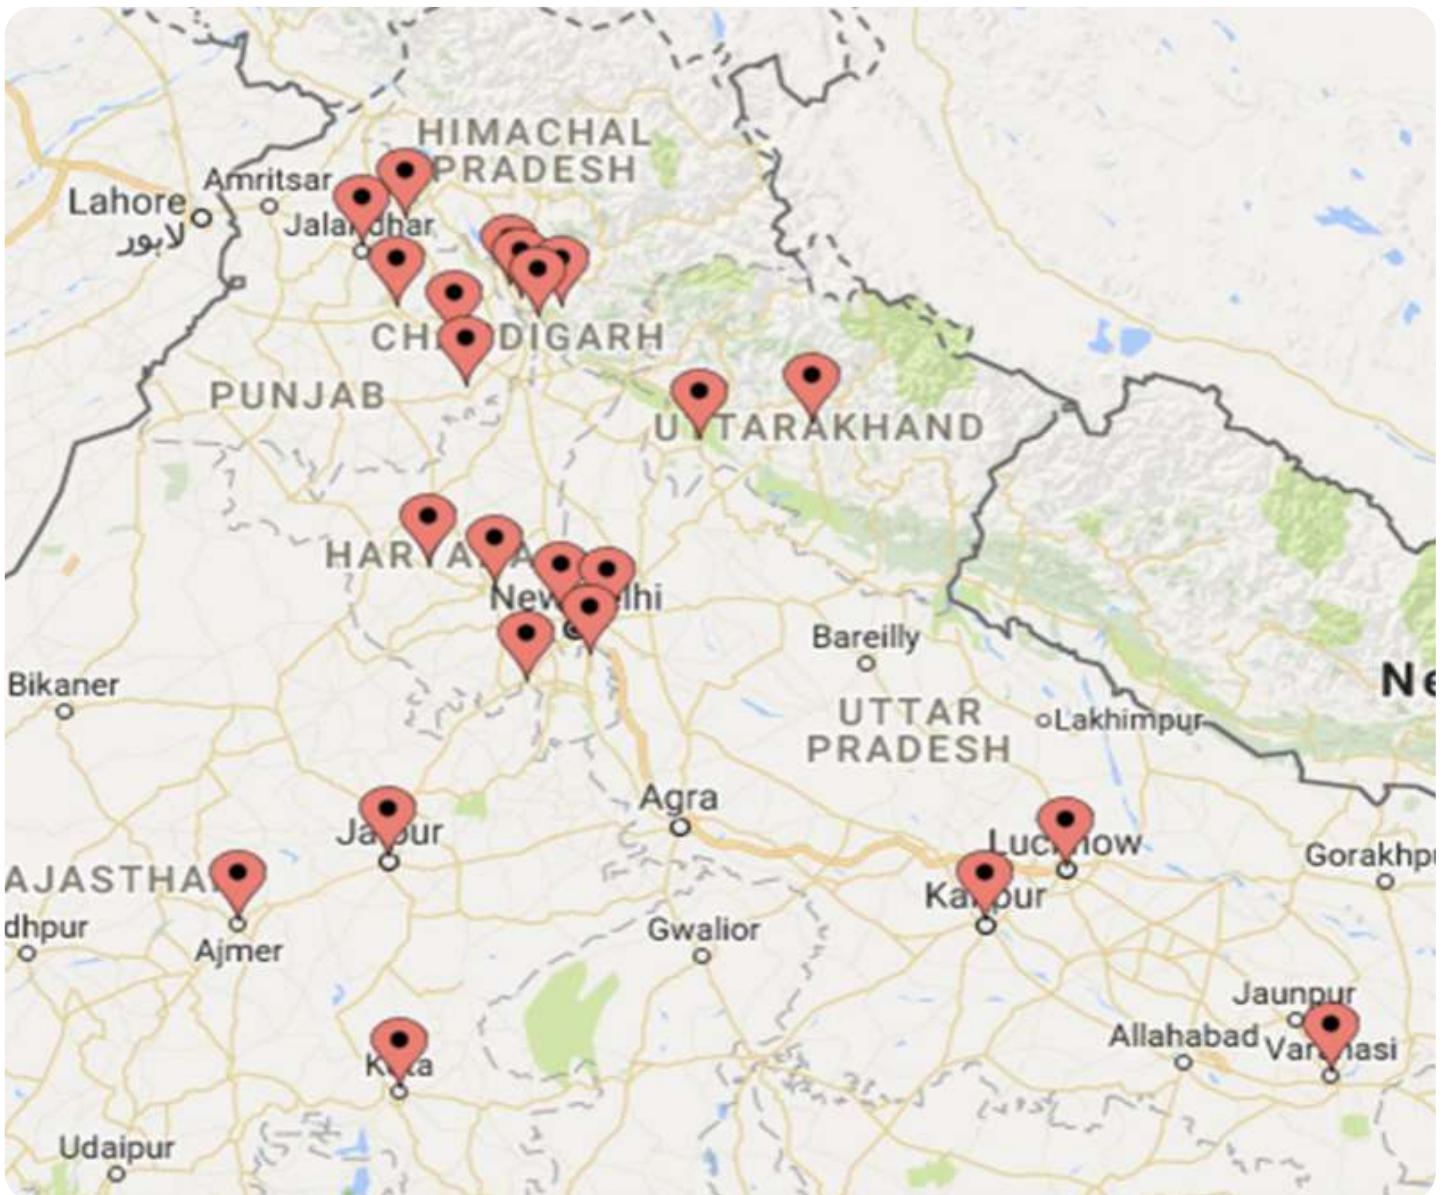 HIMACHAL
PRADESH
Amritsar
Lahore
لاہور
Jalandhar
CHANDIGARH
PUNJAB
UTTARAKHAND
HARYANA
New Delhi
Bareilly
Bikaner
Ne
UTTAR
PRADESH
Lakhimpur
Agra
Jaipur
Lucknow
Gorakhpu
AJASTHA
Kanpur
dhpur
Gwalior
Ajmer
Jaunpur
Allahabad
Varanasi
Kota
Udaipur